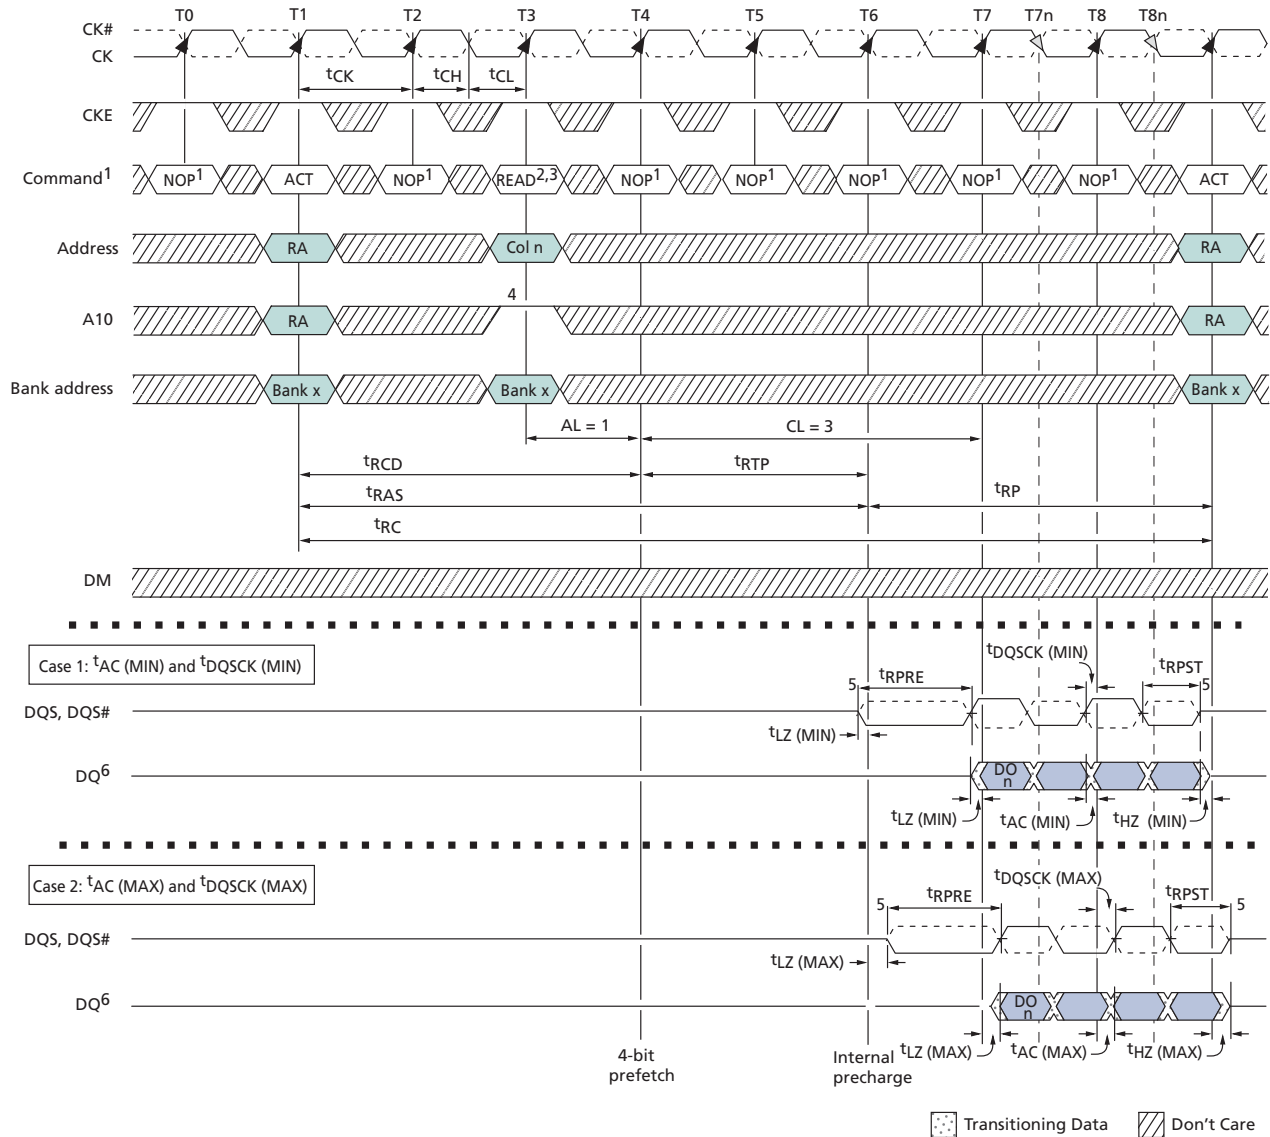 T0 T1 T2 T3 T4 T5 T6 T7 T7n T8 T8n
CK#
CK
tCK tCH tCL
CKE
Command1 NOP1 ACT NOP1 READ2,3 NOP1 NOP1 NOP1 NOP1 NOP1 ACT
Address RA Col n RA
4
A10 RA RA
Bank address Bank x Bank x Bank x
AL = 1 CL = 3
tRCD tRTP
tRAS tRP
tRC
DM
Case 1: tAC (MIN) and tDQSCK (MIN)
tDQSCK (MIN)
5 tRPRE tRPST 5
DQS, DQS#
tLZ (MIN)
DQ6 DO
n
tLZ (MIN) tAC (MIN) tHZ (MIN)
Case 2: tAC (MAX) and tDQSCK (MAX)
tDQSCK (MAX)
5 tRPRE tRPST 5
DQS, DQS#
tLZ (MAX)
DQ6 DO
n
tLZ (MAX) tAC (MAX) tHZ (MAX)
4-bit
prefetch
Internal
precharge
Transitioning Data Don't Care